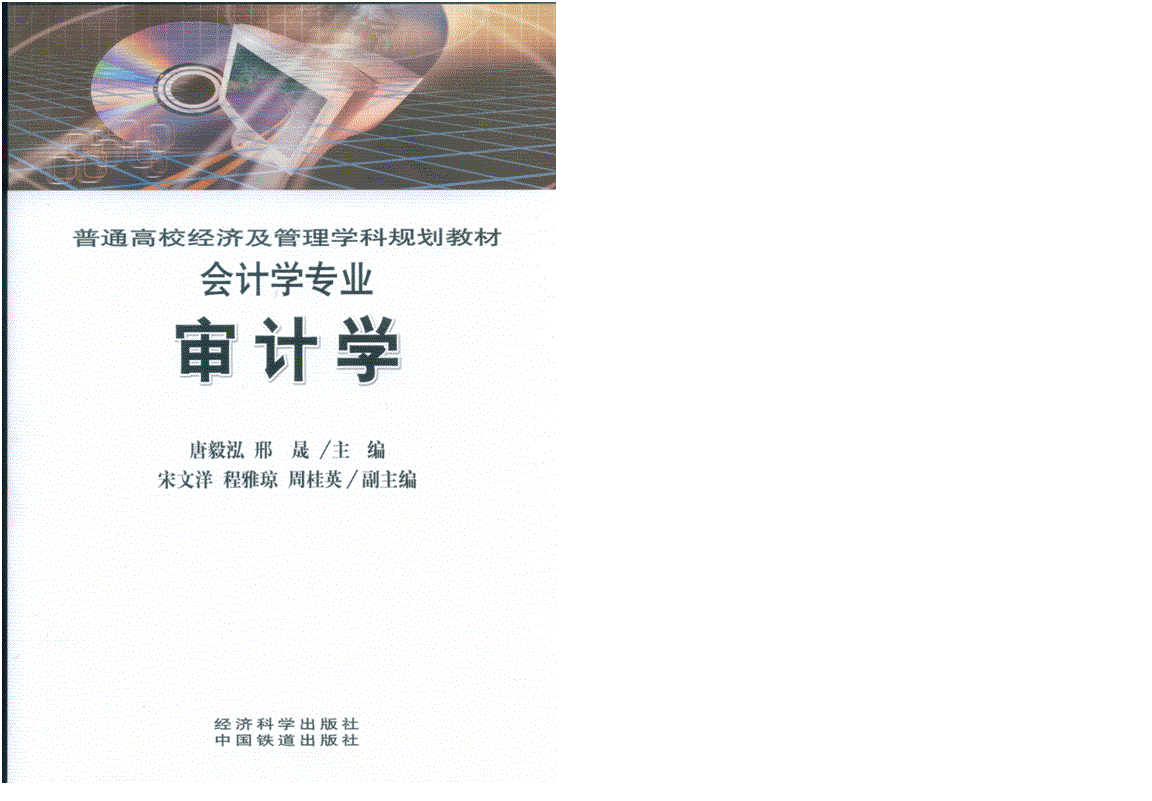 普通高校经济及管理学科规划教材
会计学专业
审计学
唐毅泓 邢 晟 /主 编
宋文洋 程雅琼 周桂英/副主编
经济科学出版社
中国铁道出版社